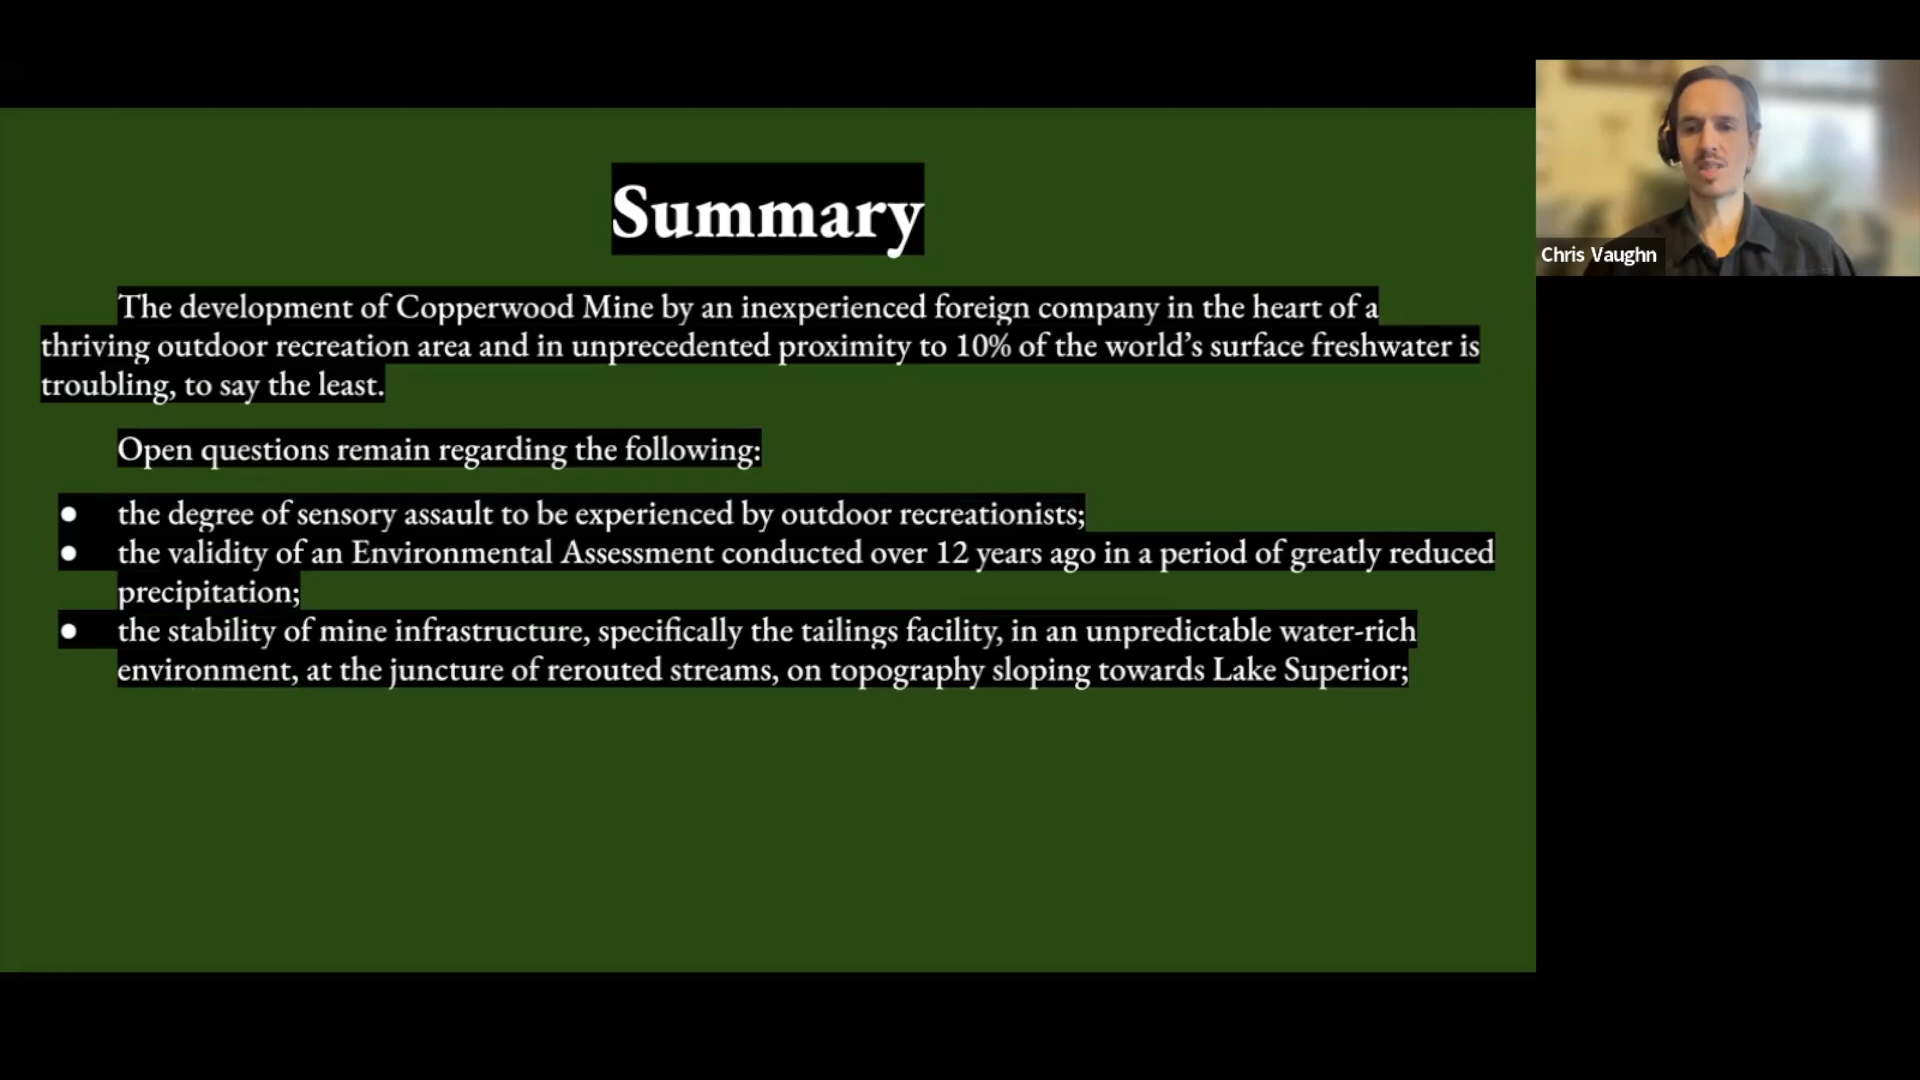 Summary
The development of Copperwood Mine by an inexperienced foreign company in the heart of a
thriving outdoor recreation area and in unprecedented proximity to 10% of the world’s surface freshwater is
troubling, to say the least.
Open questions remain regarding the following:
● the degree of sensory assault to be experienced by outdoor recreationists;
● the validity of an Environmental Assessment conducted over 12 years ago in a period of greatly reduced
precipitation;
● the stability of mine infrastructure, specifically the tailings facility, in an unpredictable water-rich
environment, at the juncture of rerouted streams, on topography sloping towards Lake Superior;
Chris Vaughn